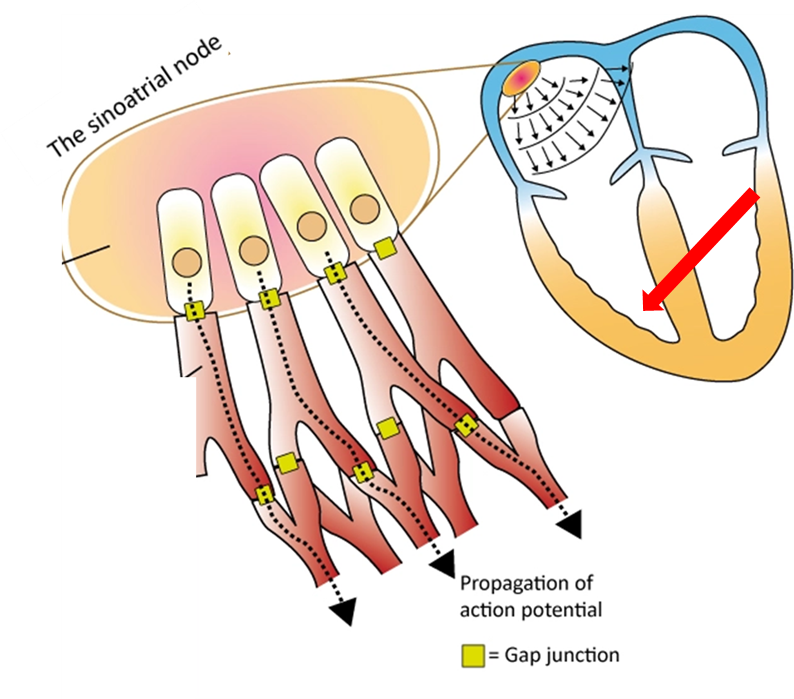 The sinoatrial node
Propagation of
action potential
= Gap junction